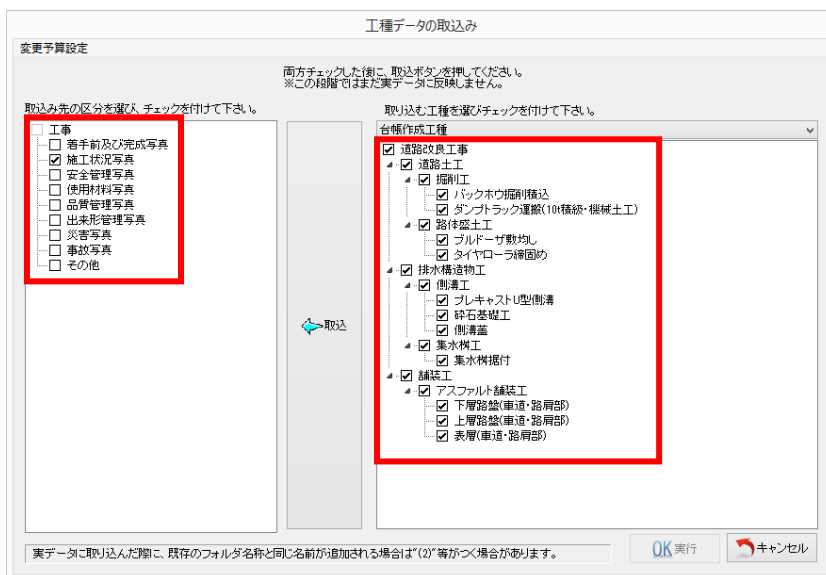 工種データの取込み
変更予算設定
両方チェックした後に、取込ボタンを押してください。
※この段階ではまだ実データに反映しません。
取込み先の区分を選び、チェックを付けて下さい。
工事
着手前及び完成写真
施工状況写真
安全管理写真
使用材料写真
品質管理写真
出来形管理写真
災害写真
事故写真
その他
取込
取り込む工種を選びチェックを付けて下さい。
台帳作成工種
道路改良工事
道路土工
掘削工
バックホウ掘削積込
ダンプトラック運搬(10t積級・機械土工)
路体盛土工
ブルドーザ敷均し
タイヤローラ締固め
排水構造物工
側溝工
プレキャストU型側溝
砕石基礎工
側溝蓋
集水桝工
集水桝据付
舗装工
アスファルト舗装工
下層路盤(車道・路肩部)
上層路盤(車道・路肩部)
表層(車道・路肩部)
実データに取り込んだ際に、既存のフォルダ名称と同じ名前が追加される場合は"(2)"等がつく場合があります。
OK 実行
キャンセル